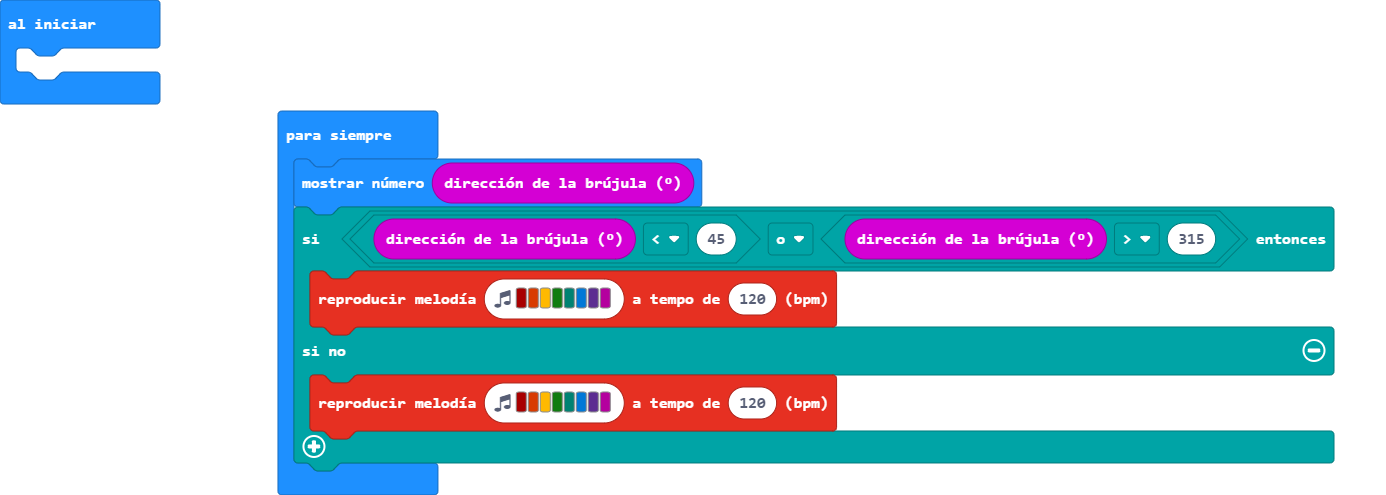 al iniciar
para siempre
mostrar número dirección de la brújula (º)
si dirección de la brújula (º) < 45 o dirección de la brújula (º) > 315 entonces
reproducir melodía a tempo de 120 (bpm)
si no
reproducir melodía a tempo de 120 (bpm)